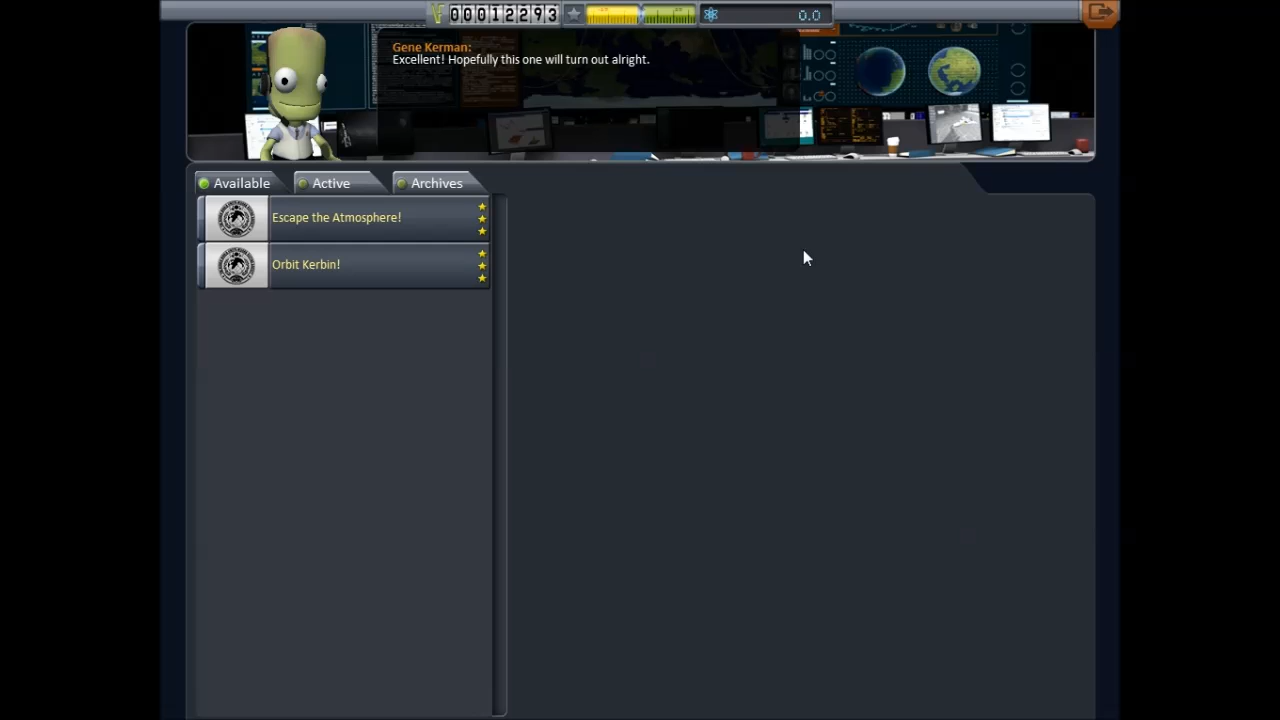 00012293
0.0
Gene Kerman:
Excellent! Hopefully this one will turn out alright.
Available
Active
Archives
Escape the Atmosphere!
Orbit Kerbin!